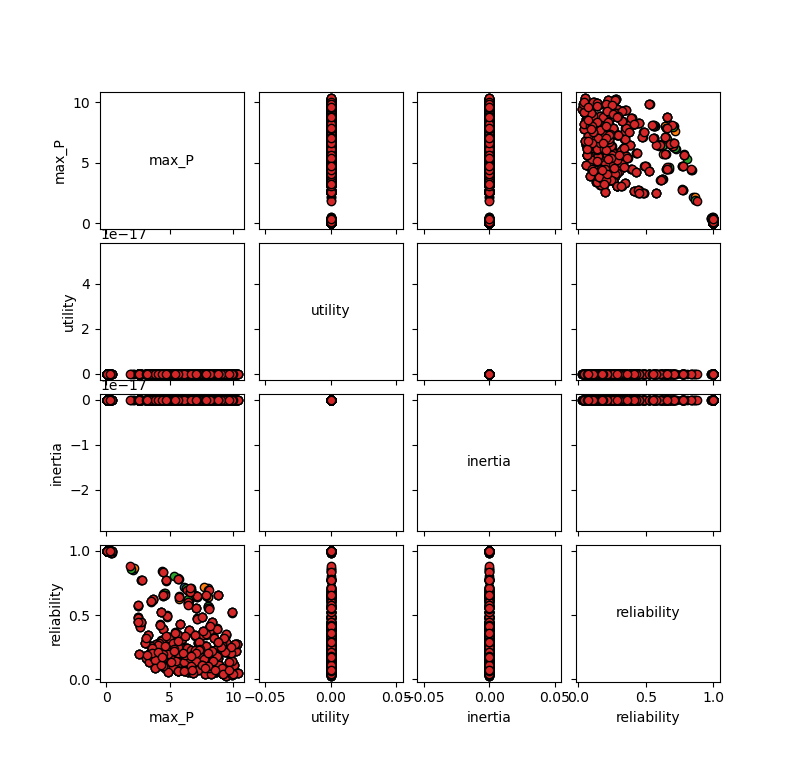 10
5
0
max_P
max_P
1e−17
4
2
0
utility
utility
1e−17
0
−1
−2
inertia
inertia
1.0
0.5
0.0
reliability
reliability
0 5 10 −0.05 0.00 0.05 −0.05 0.00 0.05 0.0 0.5 1.0
max_P utility inertia reliability